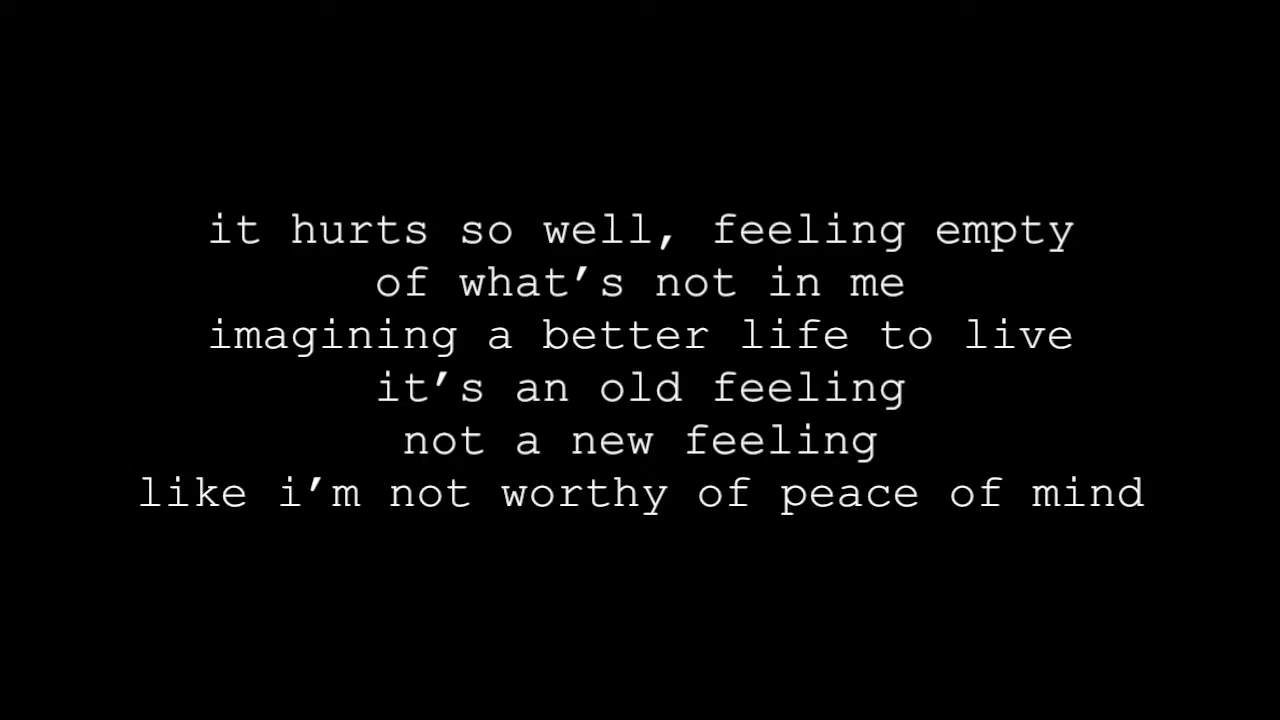 it hurts so well, feeling empty
of what’s not in me
imagining a better life to live
it’s an old feeling
not a new feeling
like i’m not worthy of peace of mind